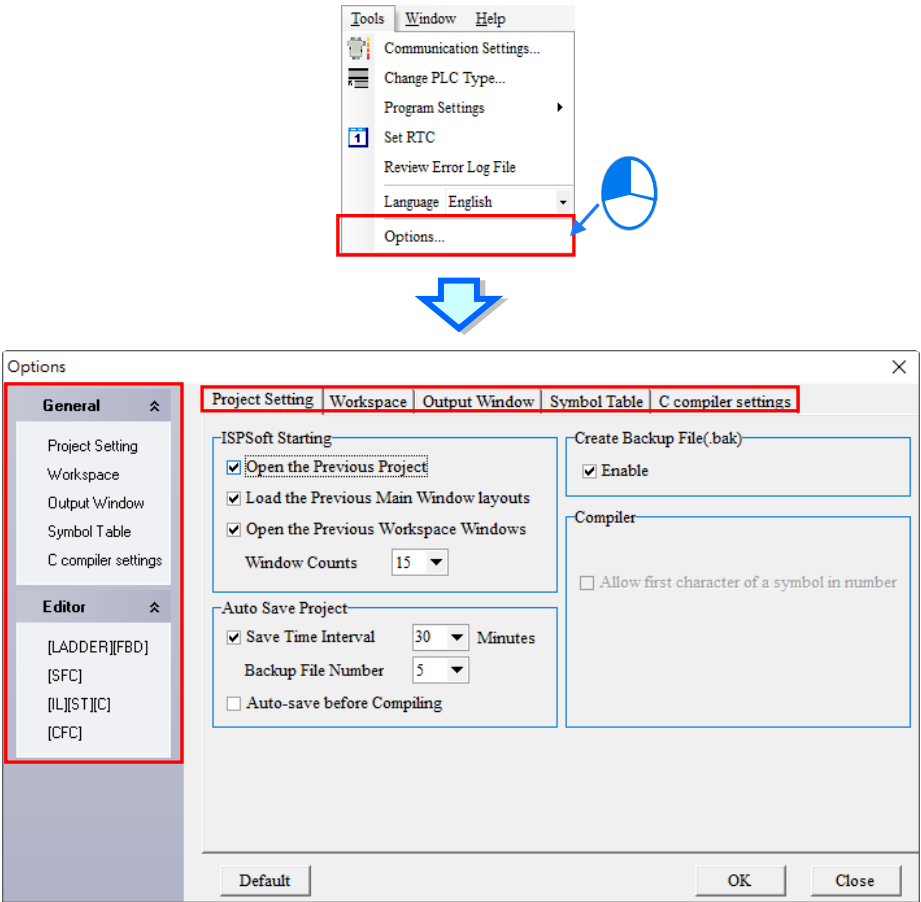 Tools Window Help
Communication Settings...
Change PLC Type...
Program Settings
1 Set RTC
Review Error Log File
Language English
Options...
Options
General
Project Setting
Workspace
Output Window
Symbol Table
C compiler settings
Editor
[LADDER][FBD]
[SFC]
[IL][ST][C]
[CFC]
Project Setting Workspace Output Window Symbol Table C compiler settings
ISPSoft Starting
Open the Previous Project
Load the Previous Main Window layouts
Open the Previous Workspace Windows
Window Counts 15
Auto Save Project
Save Time Interval 30 Minutes
Backup File Number 5
Auto-save before Compiling
Create Backup File(.bak)
Enable
Compiler
Allow first character of a symbol in number
Default OK Close